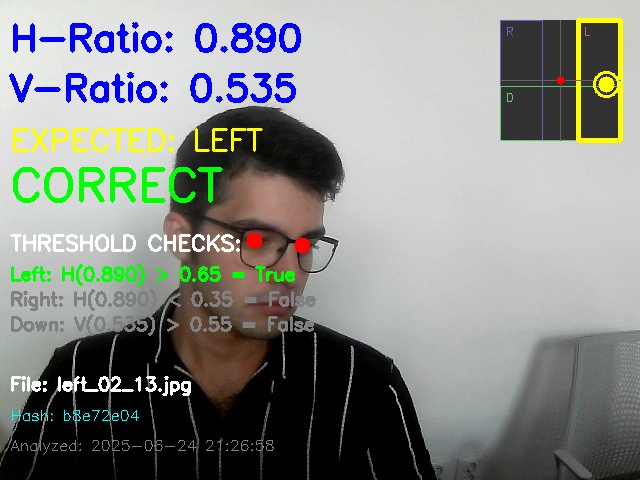 H-Ratio: 0.890
V-Ratio: 0.535
EXPECTED: LEFT
CORRECT
THRESHOLD CHECKS:
Left: H(0.890) > 0.65 = True
Right: H(0.890) < 0.35 = False
Down: V(0.535) > 0.55 = False
File: left_02_13.jpg
Hash: b8e72e04
Analyzed: 2025-06-24 21:26:58
R
L
D